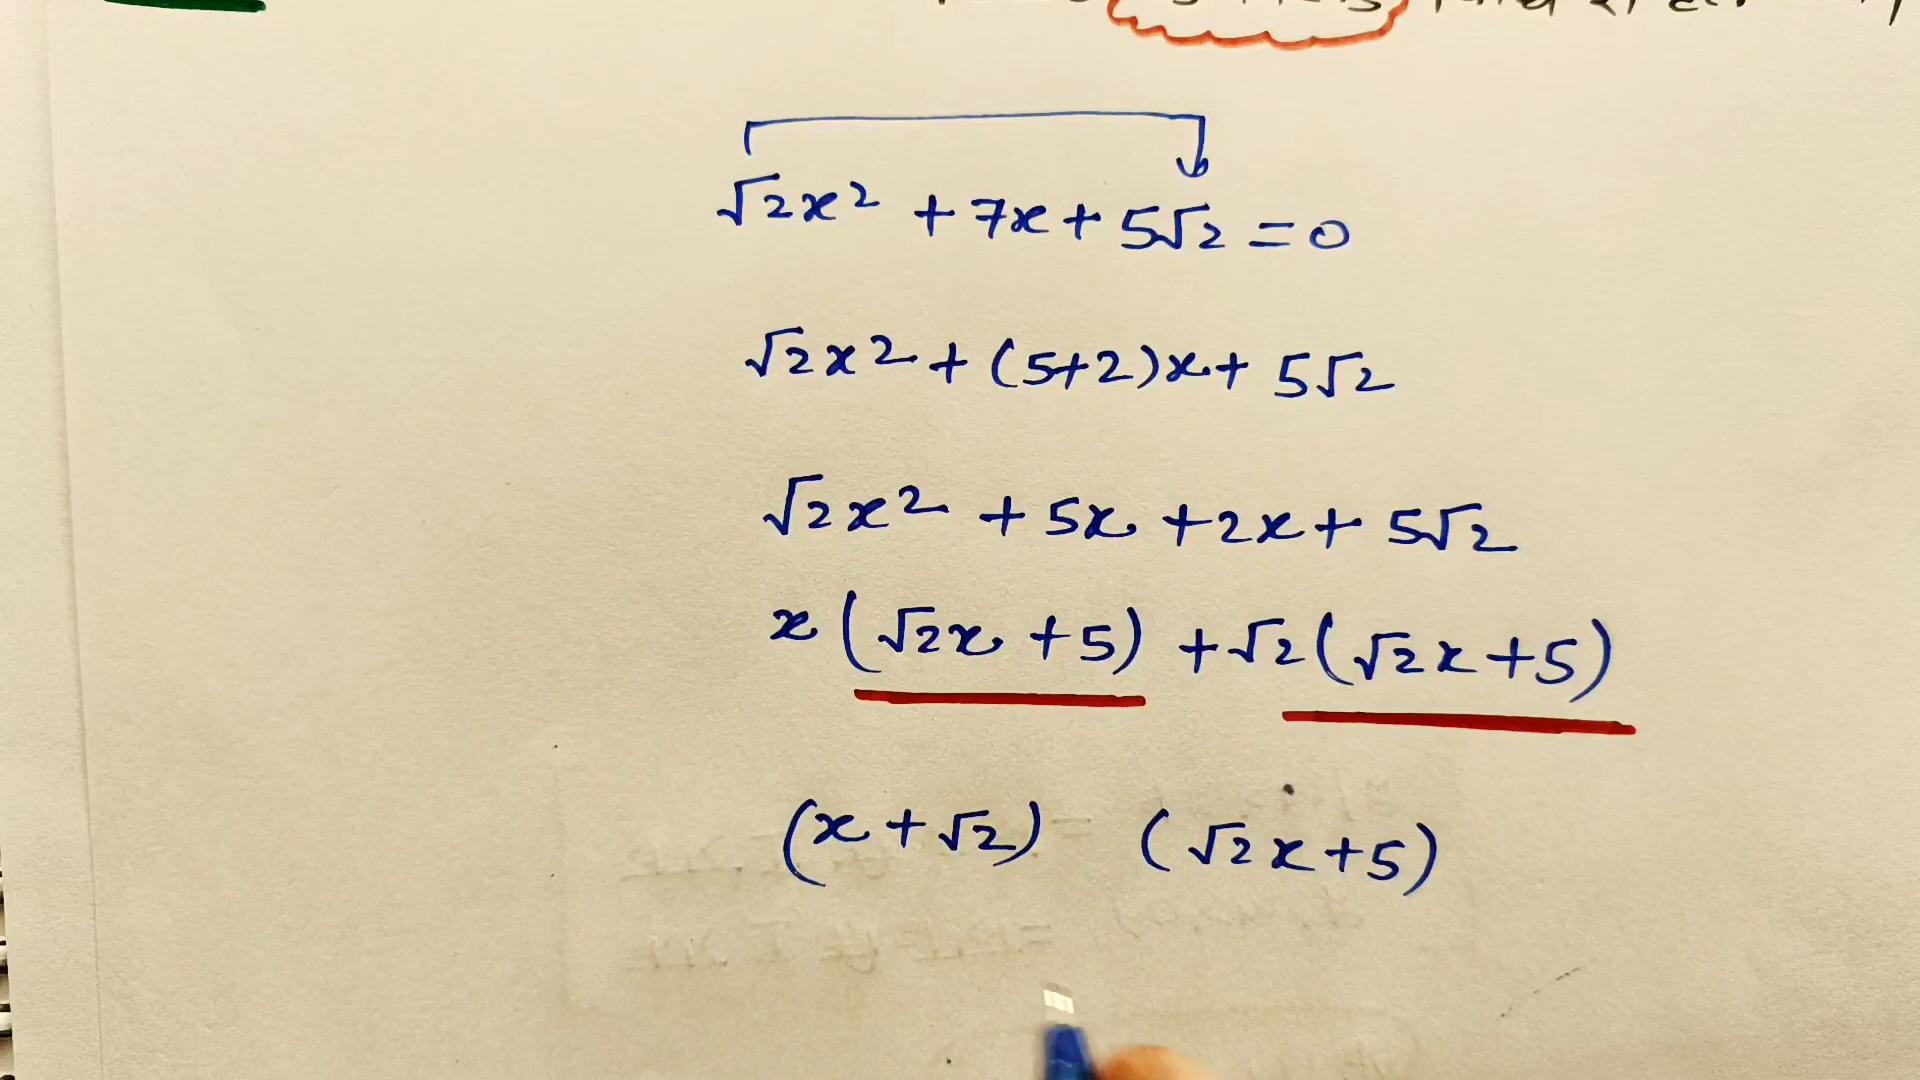 √2x² + 7x + 5√2 = 0
√2x² + (5+2)x + 5√2
√2x² + 5x + 2x + 5√2
x(√2x + 5) + √2(√2x + 5)
(x + √2) (√2x + 5)